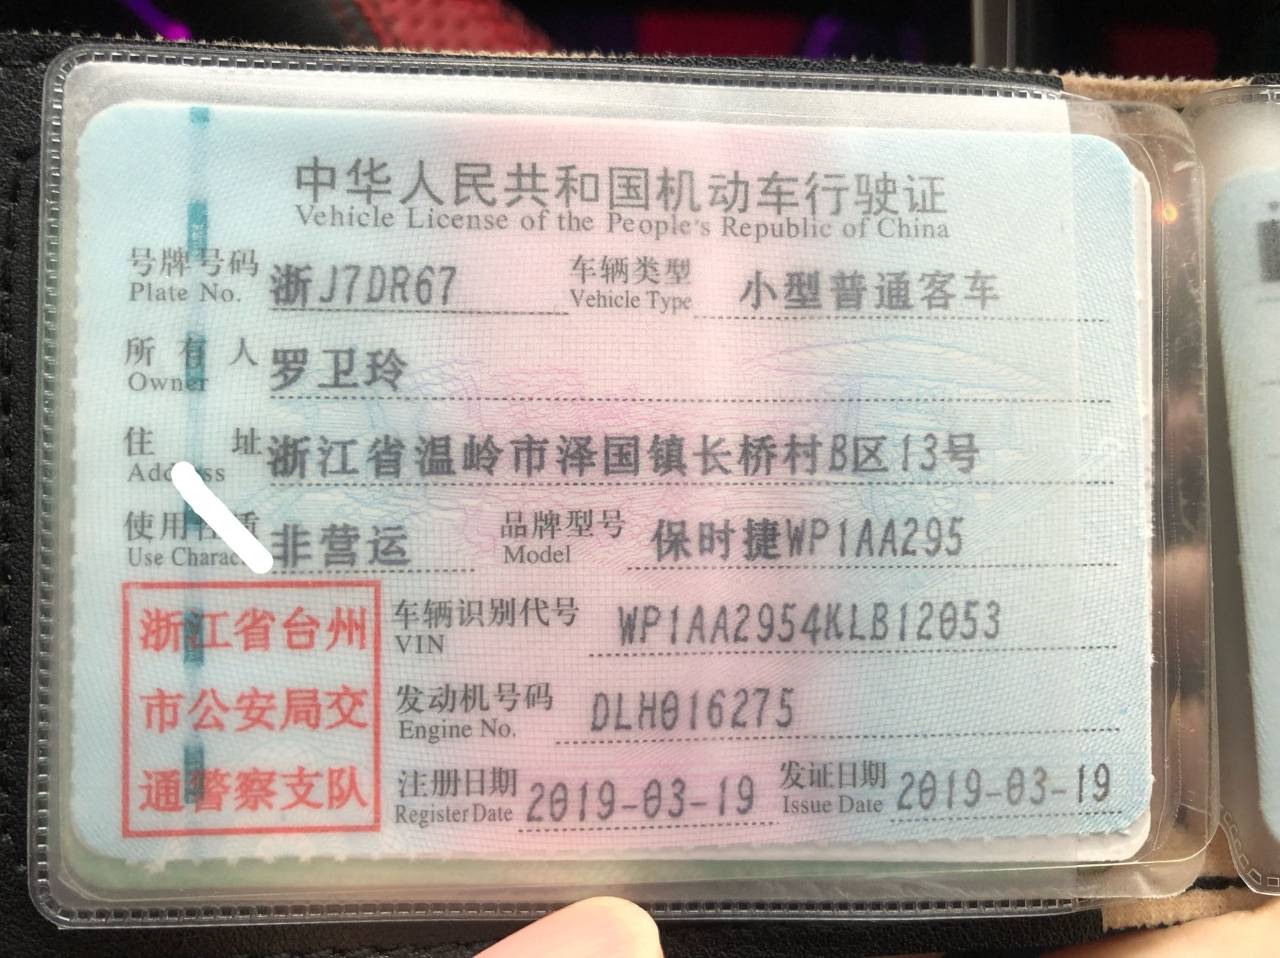 中华人民共和国机动车行驶证
Vehicle License of the People's Republic of China
号牌号码 浙J7DR67 车辆类型 小型普通客车
Plate No. Vehicle Type
所有人 罗卫玲
Owner
住址 浙江省温岭市泽国镇长桥村B区13号
Address
使用性质 非营运 品牌型号 保时捷WP1AA295
Use Charac Model
浙江省台州
市公安局交
通警察支队
车辆识别代号 WP1AA2954KLB12053
VIN
发动机号码 DLH016275
Engine No.
注册日期 2019-03-19 发证日期 2019-03-19
Register Date Issue Date